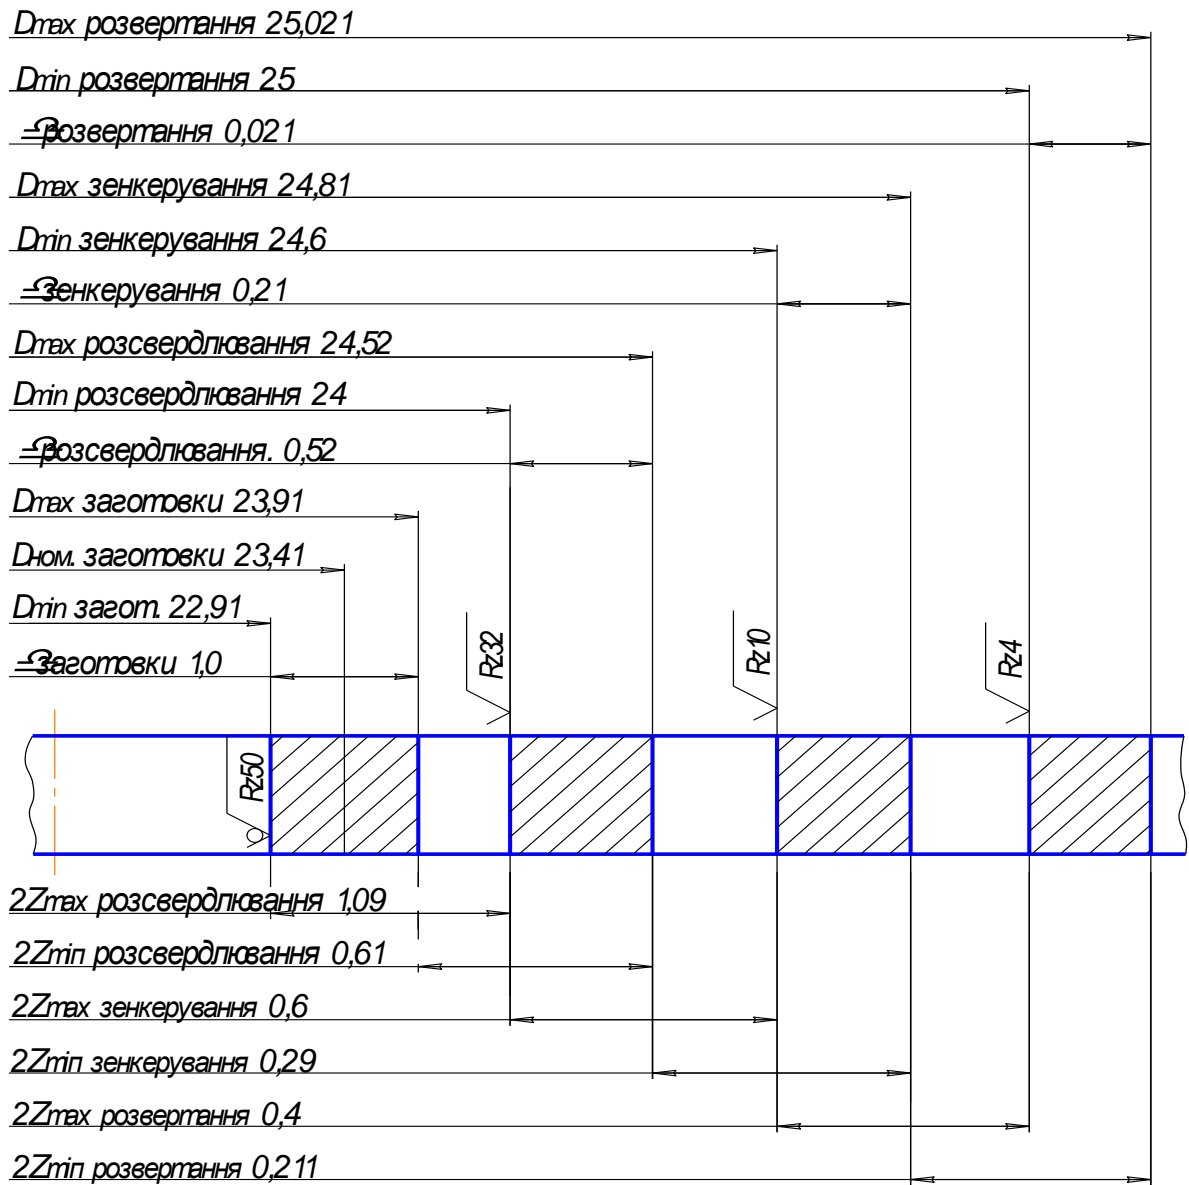 Dmax розвертання 25,021
Dmin розвертання 25
розвертання 0,021
Dmax зенкерування 24,81
Dmin зенкерування 24,6
зенкерування 0,21
Dmax розсвердлювання 24,52
Dmin розсвердлювання 24
розсвердлювання. 0,52
Dmax заготовки 23,91
Dном. заготовки 23,41
Dmin загот. 22,91
заготовки 1,0
Rz32
Rz10
Rz4
Rz50
2Zmax розсвердлювання 1,09
2Zmin розсвердлювання 0,61
2Zmax зенкерування 0,6
2Zmin зенкерування 0,29
2Zmax розвертання 0,4
2Zmin розвертання 0,211